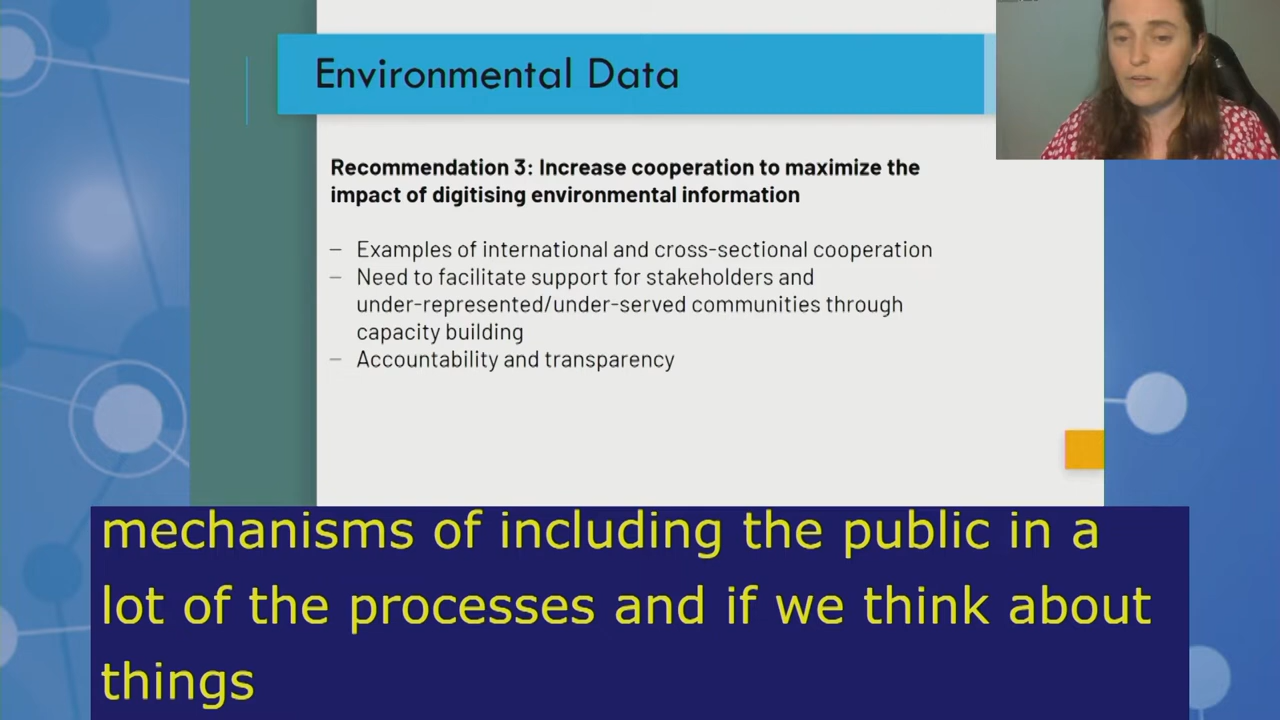 Environmental Data
Recommendation 3: Increase cooperation to maximize the
impact of digitising environmental information
– Examples of international and cross-sectional cooperation
– Need to facilitate support for stakeholders and
under-represented/under-served communities through
capacity building
– Accountability and transparency
mechanisms of including the public in a
lot of the processes and if we think about
things